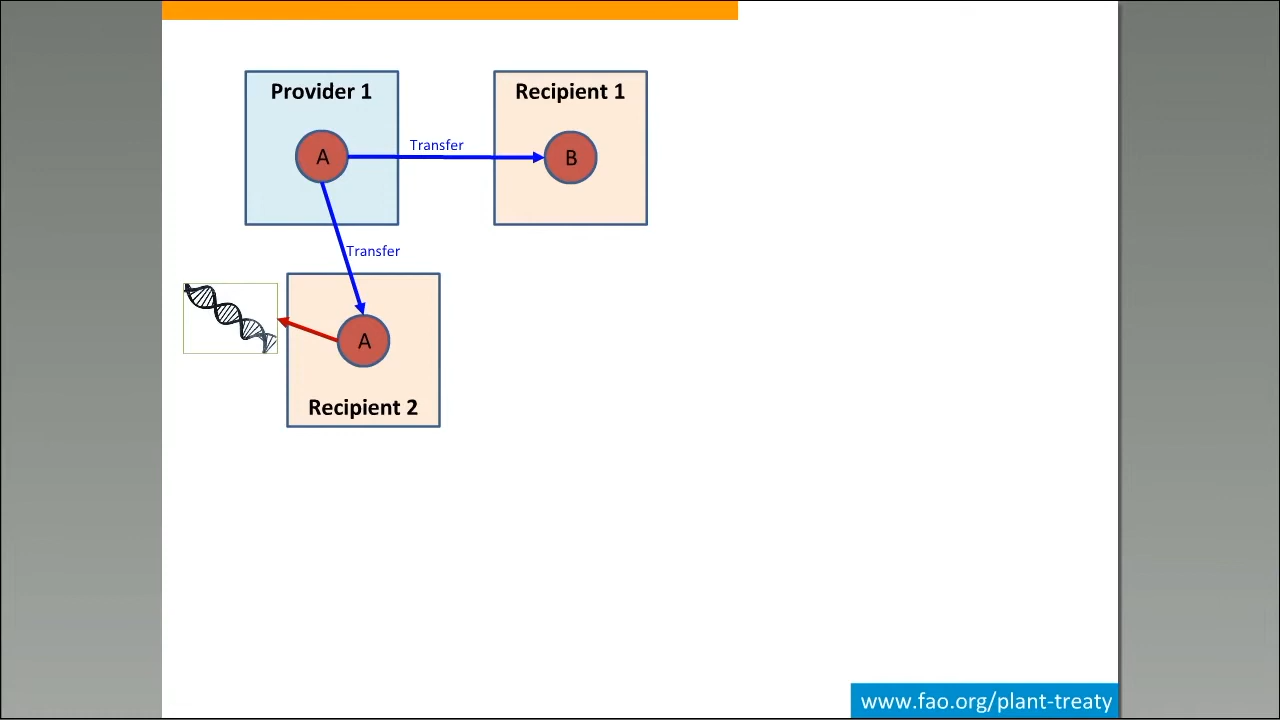 Provider 1
Recipient 1
A
Transfer
B
Transfer
A
Recipient 2
www.fao.org/plant-treaty